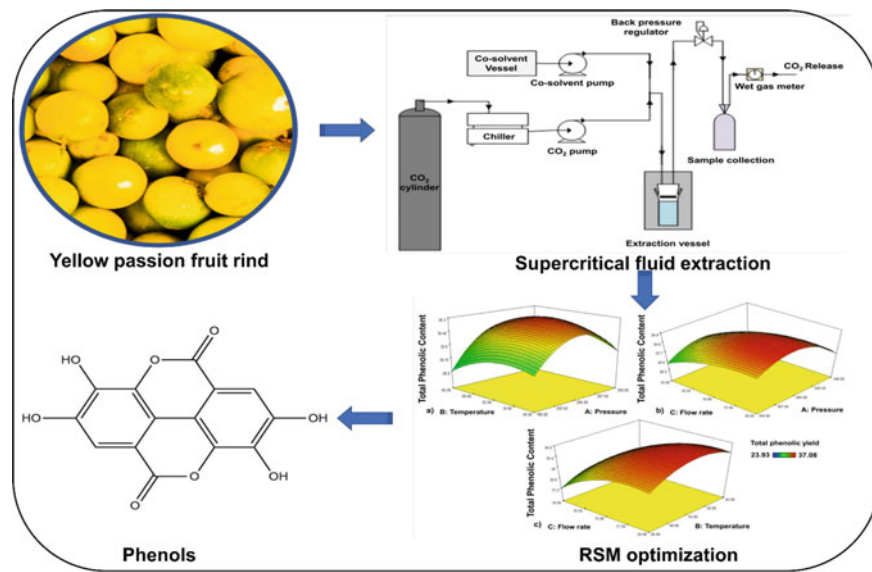 Back pressure
regulator
Co-solvent
Vessel
Co-solvent pump
CO2 Release
Wet gas meter
Chiller
CO2 pump
Sample collection
CO2
cylinder
Extraction vessel
Yellow passion fruit rind
Supercritical fluid extraction
O
O
HO
HO
OH
O
O
OH
Phenols
Total Phenolic Content
a)
B: Temperature
A: Pressure
Total Phenolic Content
b)
C: Flow rate
A: Pressure
Total Phenolic Content
c)
C: Flow rate
B: Temperature
Total phenolic yield
23.93
37.08
RSM optimization